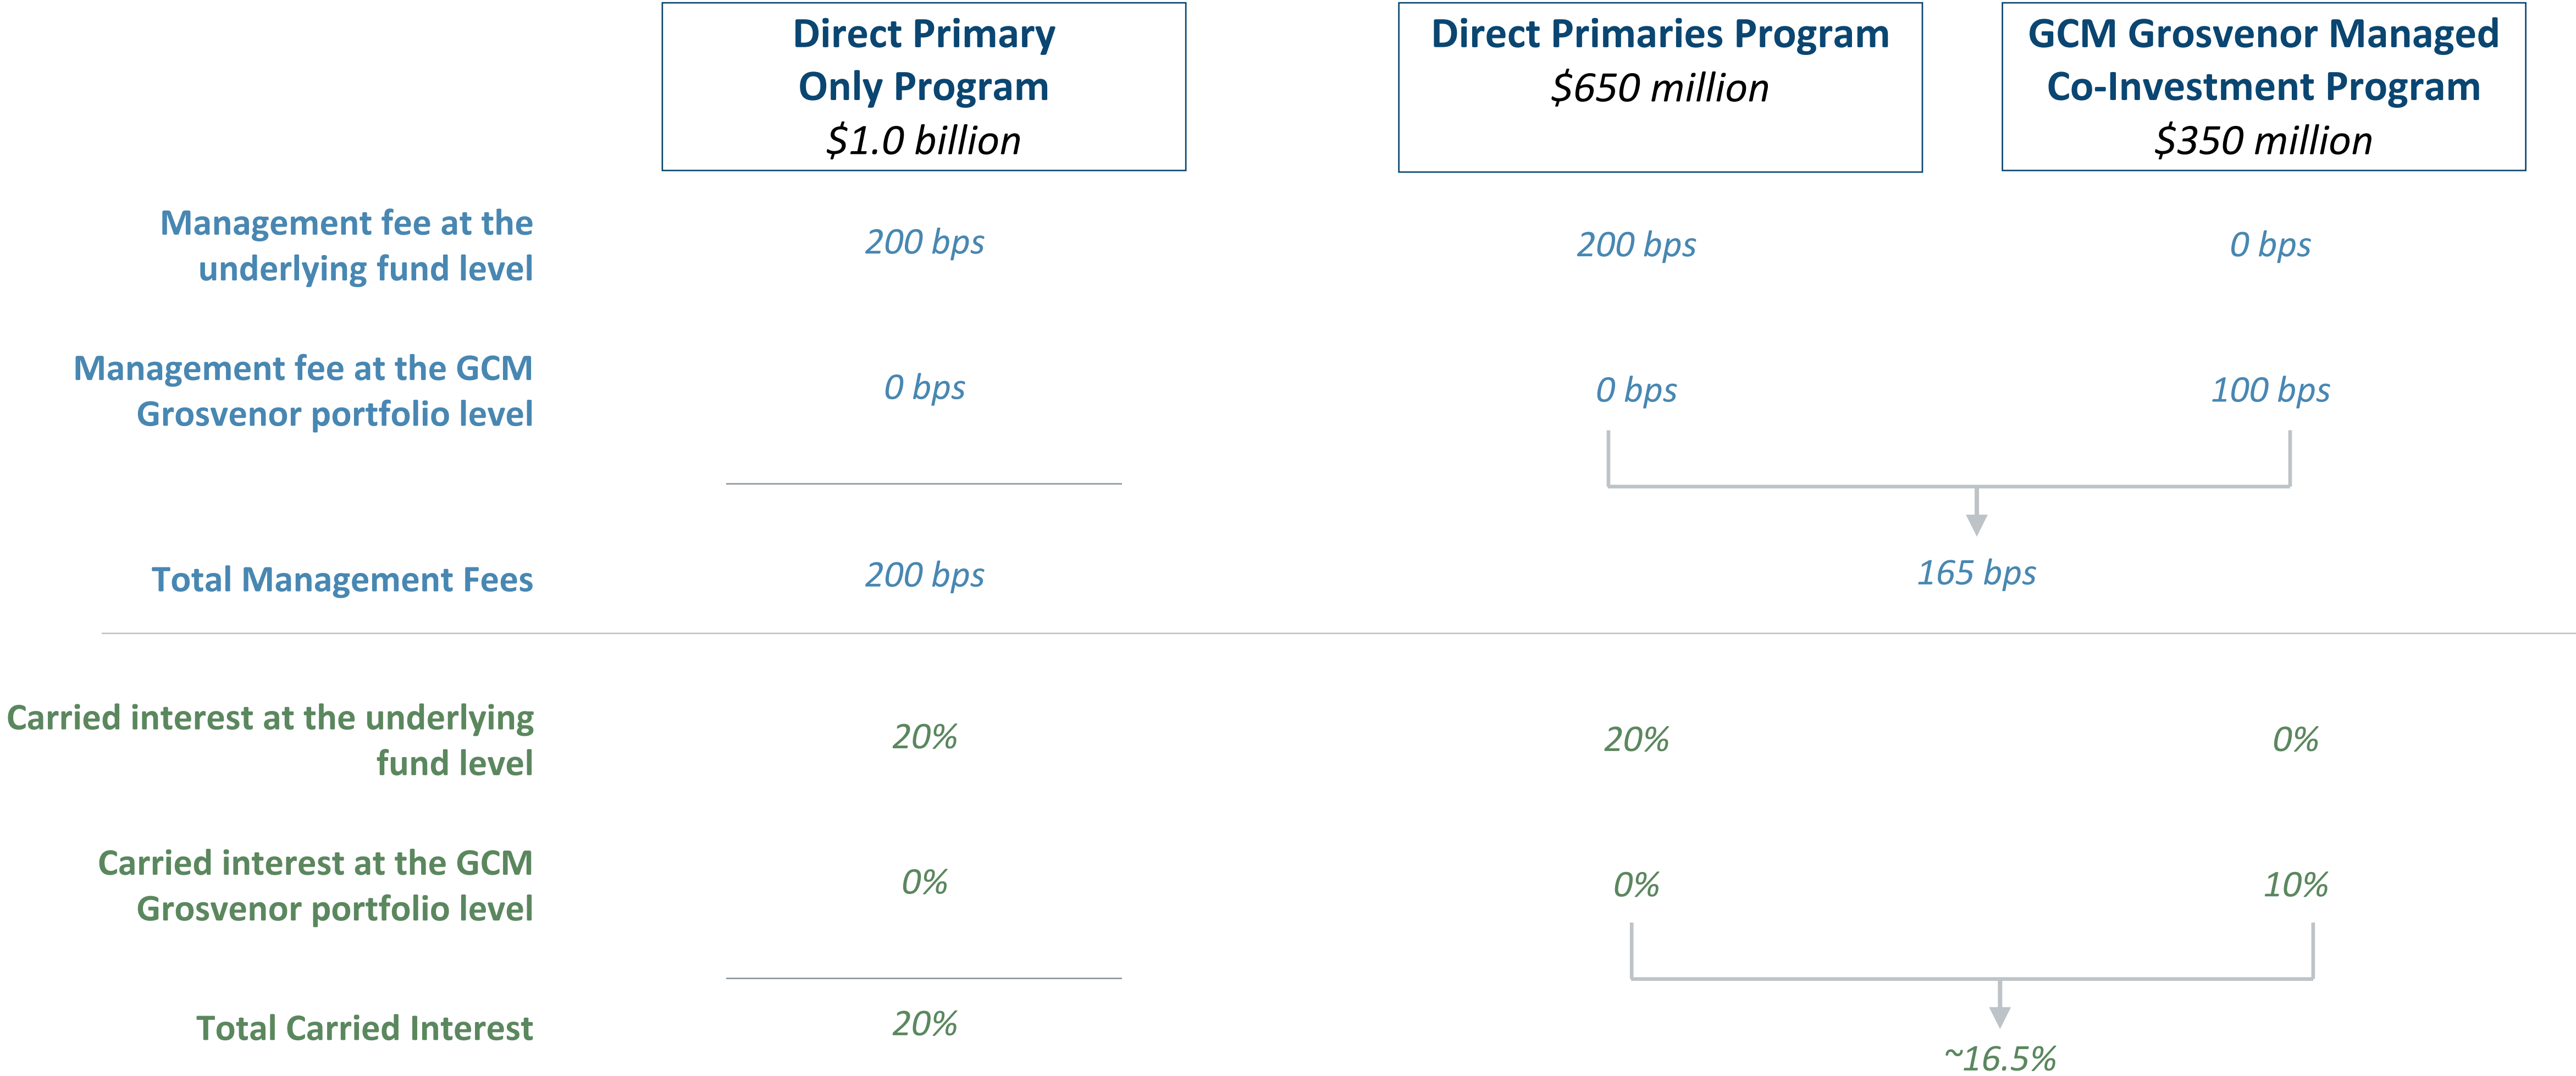 Direct Primary
Only Program
$1.0 billion
Direct Primaries Program
$650 million
GCM Grosvenor Managed
Co-Investment Program
$350 million
Management fee at the
underlying fund level
200 bps
200 bps
0 bps
Management fee at the GCM
Grosvenor portfolio level
0 bps
0 bps
100 bps
Total Management Fees
200 bps
165 bps
Carried interest at the underlying
fund level
20%
20%
0%
Carried interest at the GCM
Grosvenor portfolio level
0%
0%
10%
Total Carried Interest
20%
~16.5%